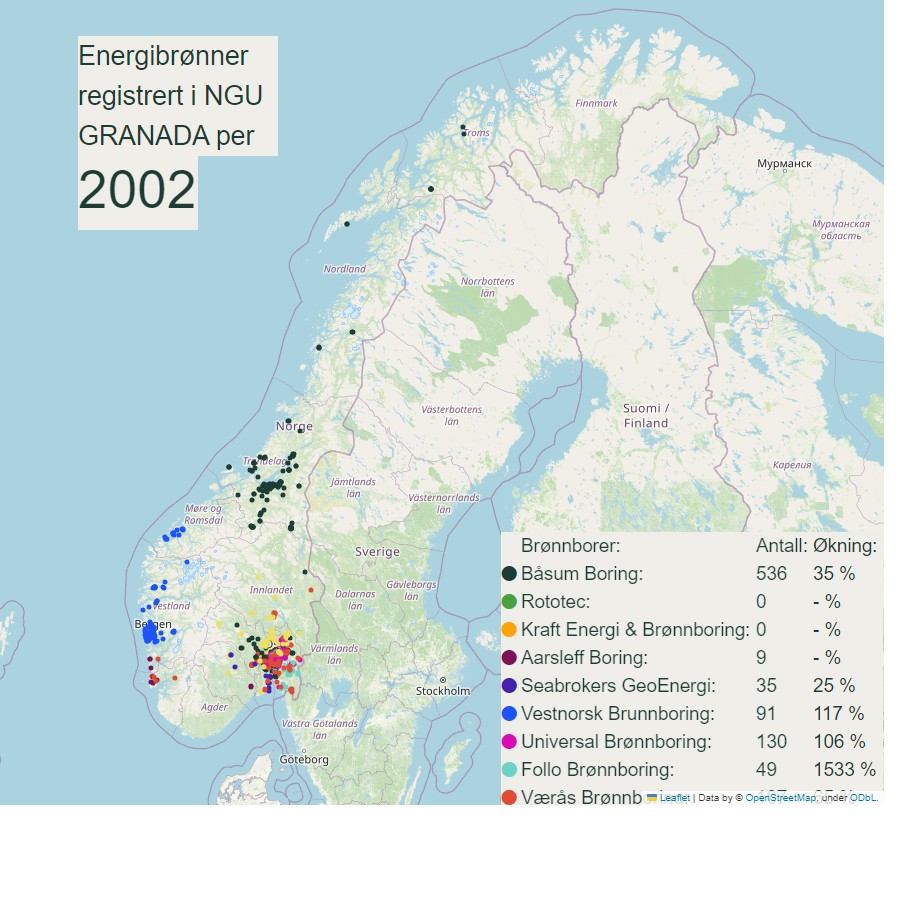 Energibrønner
registrert i NGU
GRANADA per
2002
Finnmark
Troms
Мурманск
Мурманская
область
Nordland
Norrbottens
län
Västerbottens
län
Norge
Suomi /
Finland
Trøndelag
Карелия
Jämtlands
län
Västernorrlands
län
Møre og
Romsdal
Sverige
Innlandet
Gävleborgs
län
Dalarnas
län
Vestland
Bergen
Värmlands
län
Stockholm
Agder
Västra Götalands
län
Göteborg
Brønnborer: Antall: Økning:
Båsum Boring: 536 35 %
Rototec: 0 - %
Kraft Energi & Brønnboring: 0 - %
Aarsleff Boring: 9 - %
Seabrokers GeoEnergi: 35 25 %
Vestnorsk Brunnboring: 91 117 %
Universal Brønnboring: 130 106 %
Follo Brønnboring: 49 1533 %
Værås Brønnboring:
Leaflet | Data by © OpenStreetMap, under ODbL.